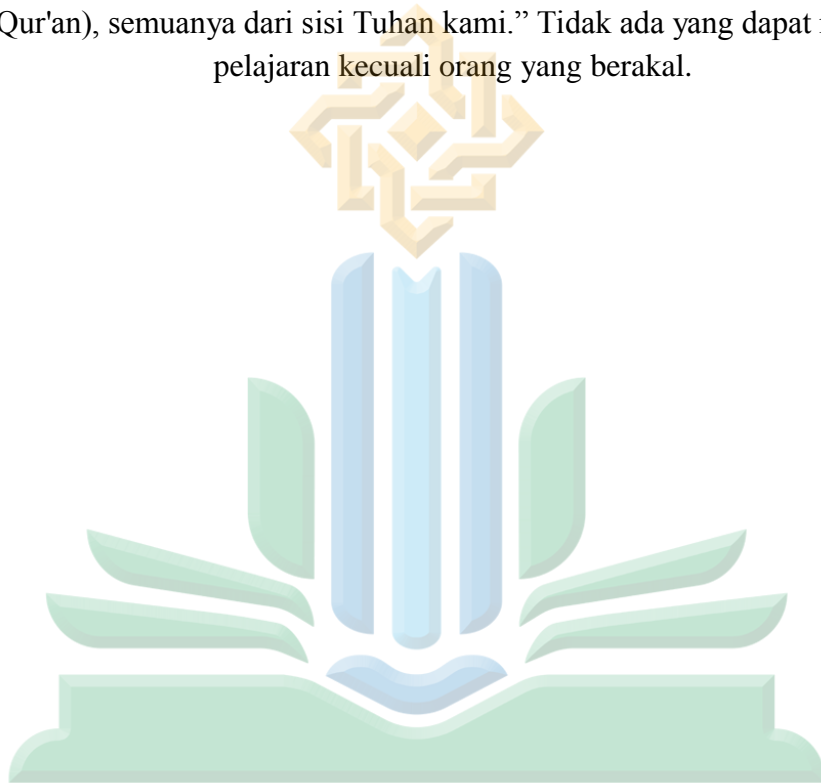 Qur'an), semuanya dari sisi Tuhan kami.” Tidak ada yang dapat
pelajaran kecuali orang yang berakal.